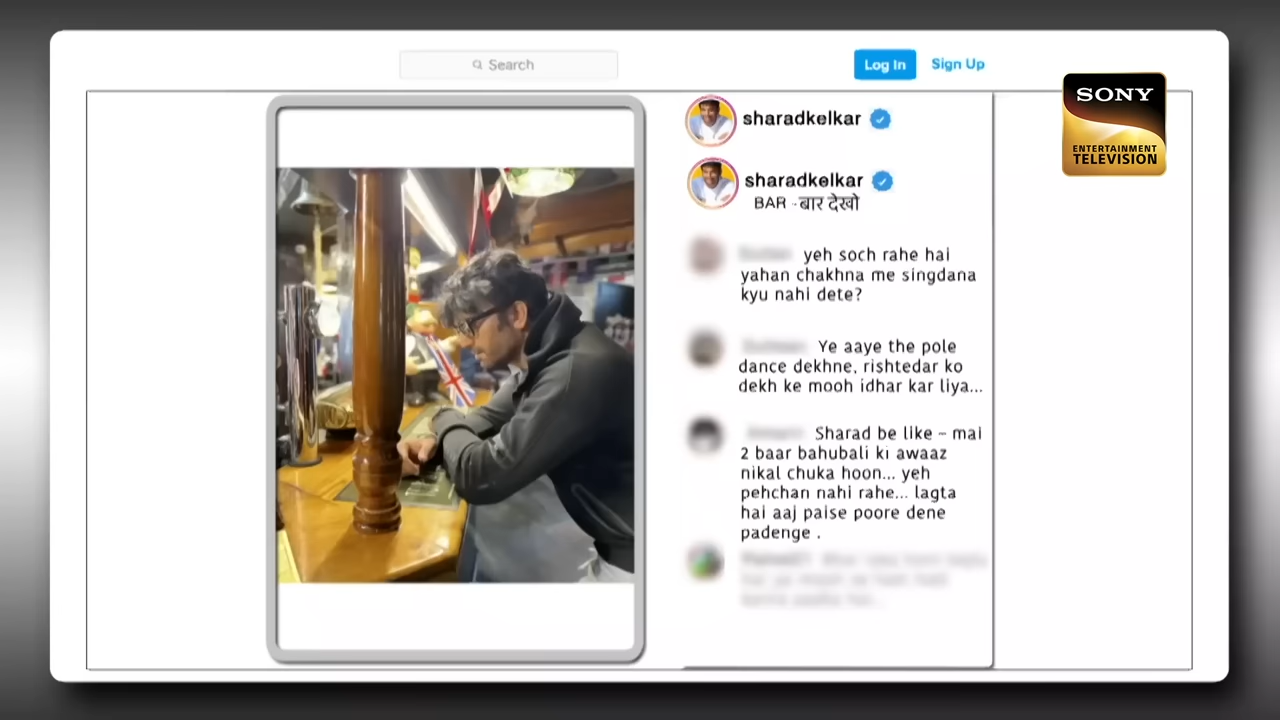 Search
Log In
Sign Up
SONY
ENTERTAINMENT
TELEVISION
sharadkelkar
sharadkelkar
BAR -बार देखो
yeh soch rahe hai
yahan chakhna me singdana
kyu nahi dete?
Ye aaye the pole
dance dekhne, rishtedar ko
dekh ke mooh idhar kar liya...
Sharad be like – mai
2 baar bahubali ki awaaz
nikal chuka hoon... yeh
pehchan nahi rahe... lagta
hai aaj paise poore dene
padenge .